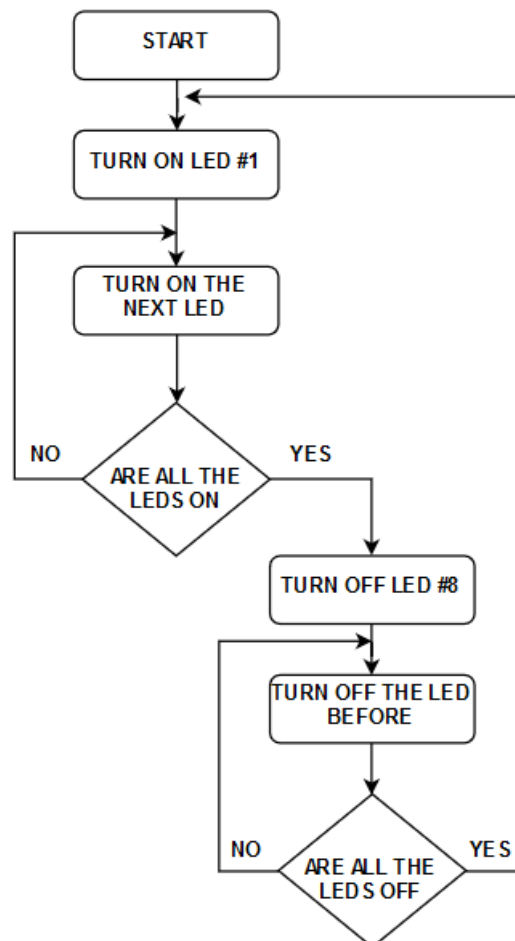 START
TURN ON LED #1
TURN ON THE
NEXT LED
NO
YES
ARE ALL THE
LEDS ON
TURN OFF LED #8
TURN OFF THE LED
BEFORE
NO
YES
ARE ALL THE
LEDS OFF